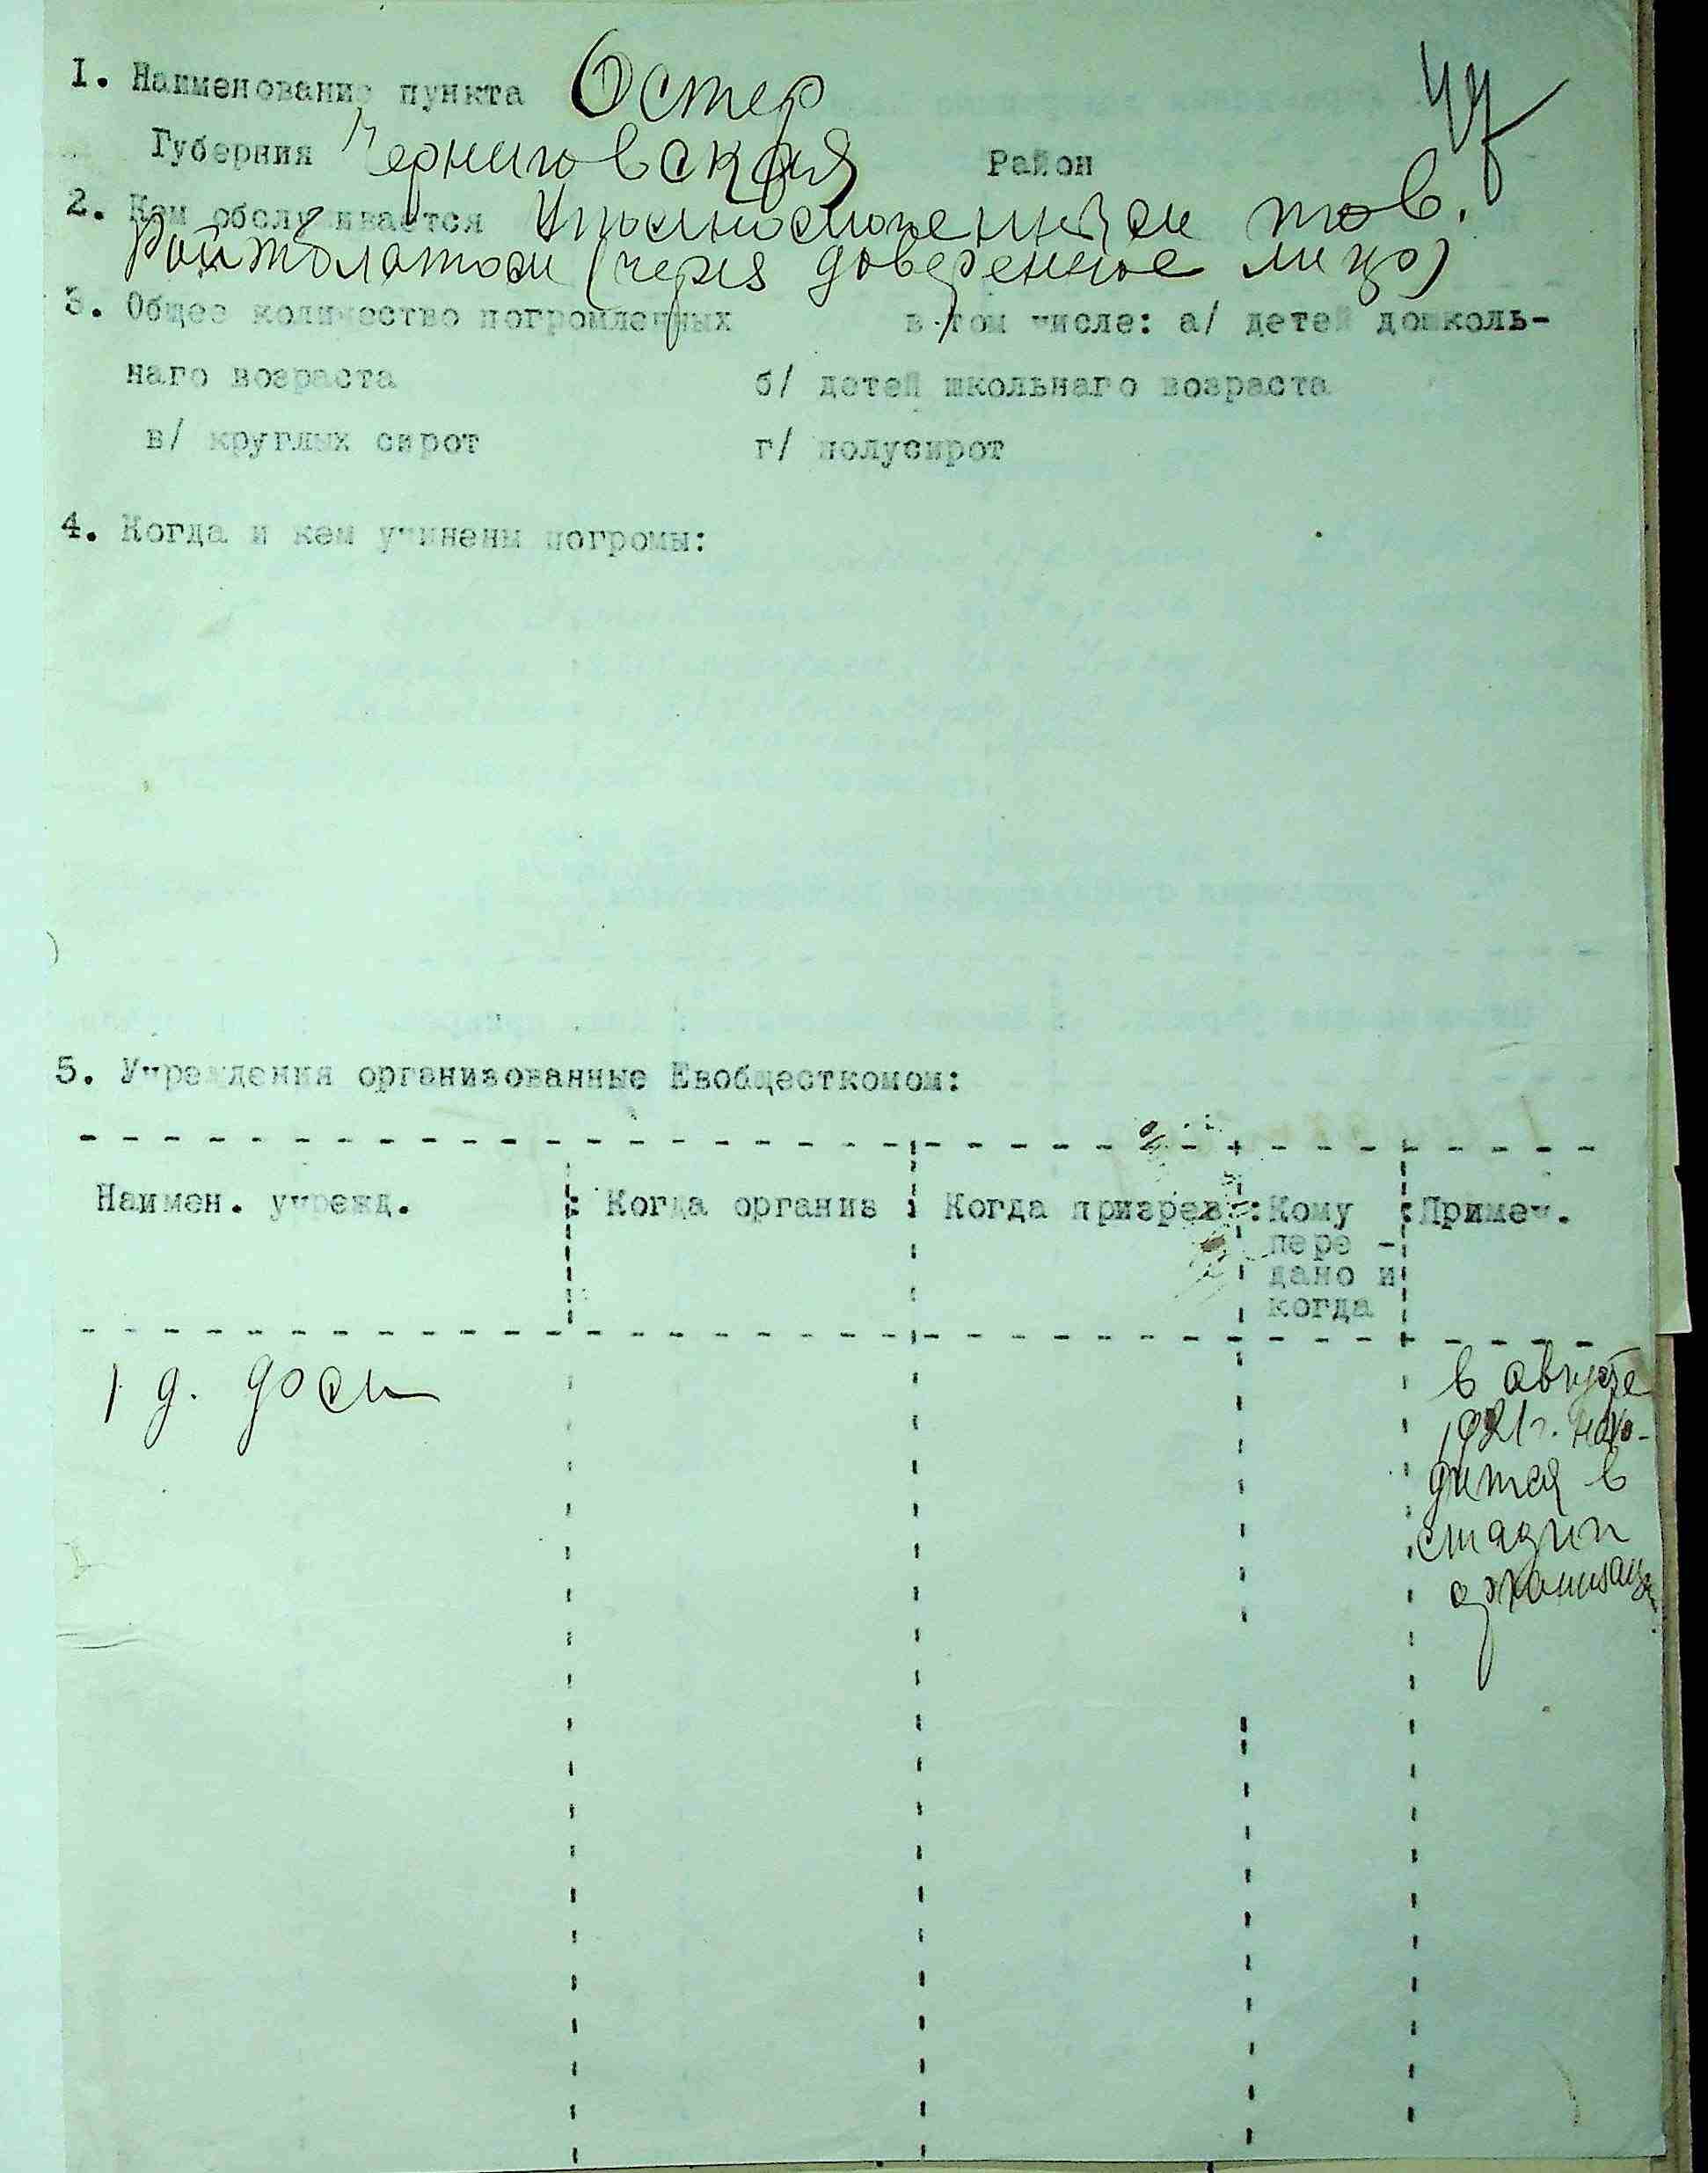 1. Наименование пункта Остер
Губерния Черниговская Район
2. Кем обслуживается Уполномоченным тов.
Ройтблатом (через доверенное лицо)
3. Общее количество погромленных в том числе: а/ детей дошколь-
наго возраста б/ детей школьнаго возраста
в/ круглых сирот г/ полусирот
4. Когда и кем учинены погромы:
5. Учреждения организованные Евобщесткомом:
Наимен. учрежд. : Когда организ : Когда призрев. : Кому : Примеч.
пере -
дано и
когда
1 д. дом
в августе
1921 г. нахо-
дится в
стадии
организации